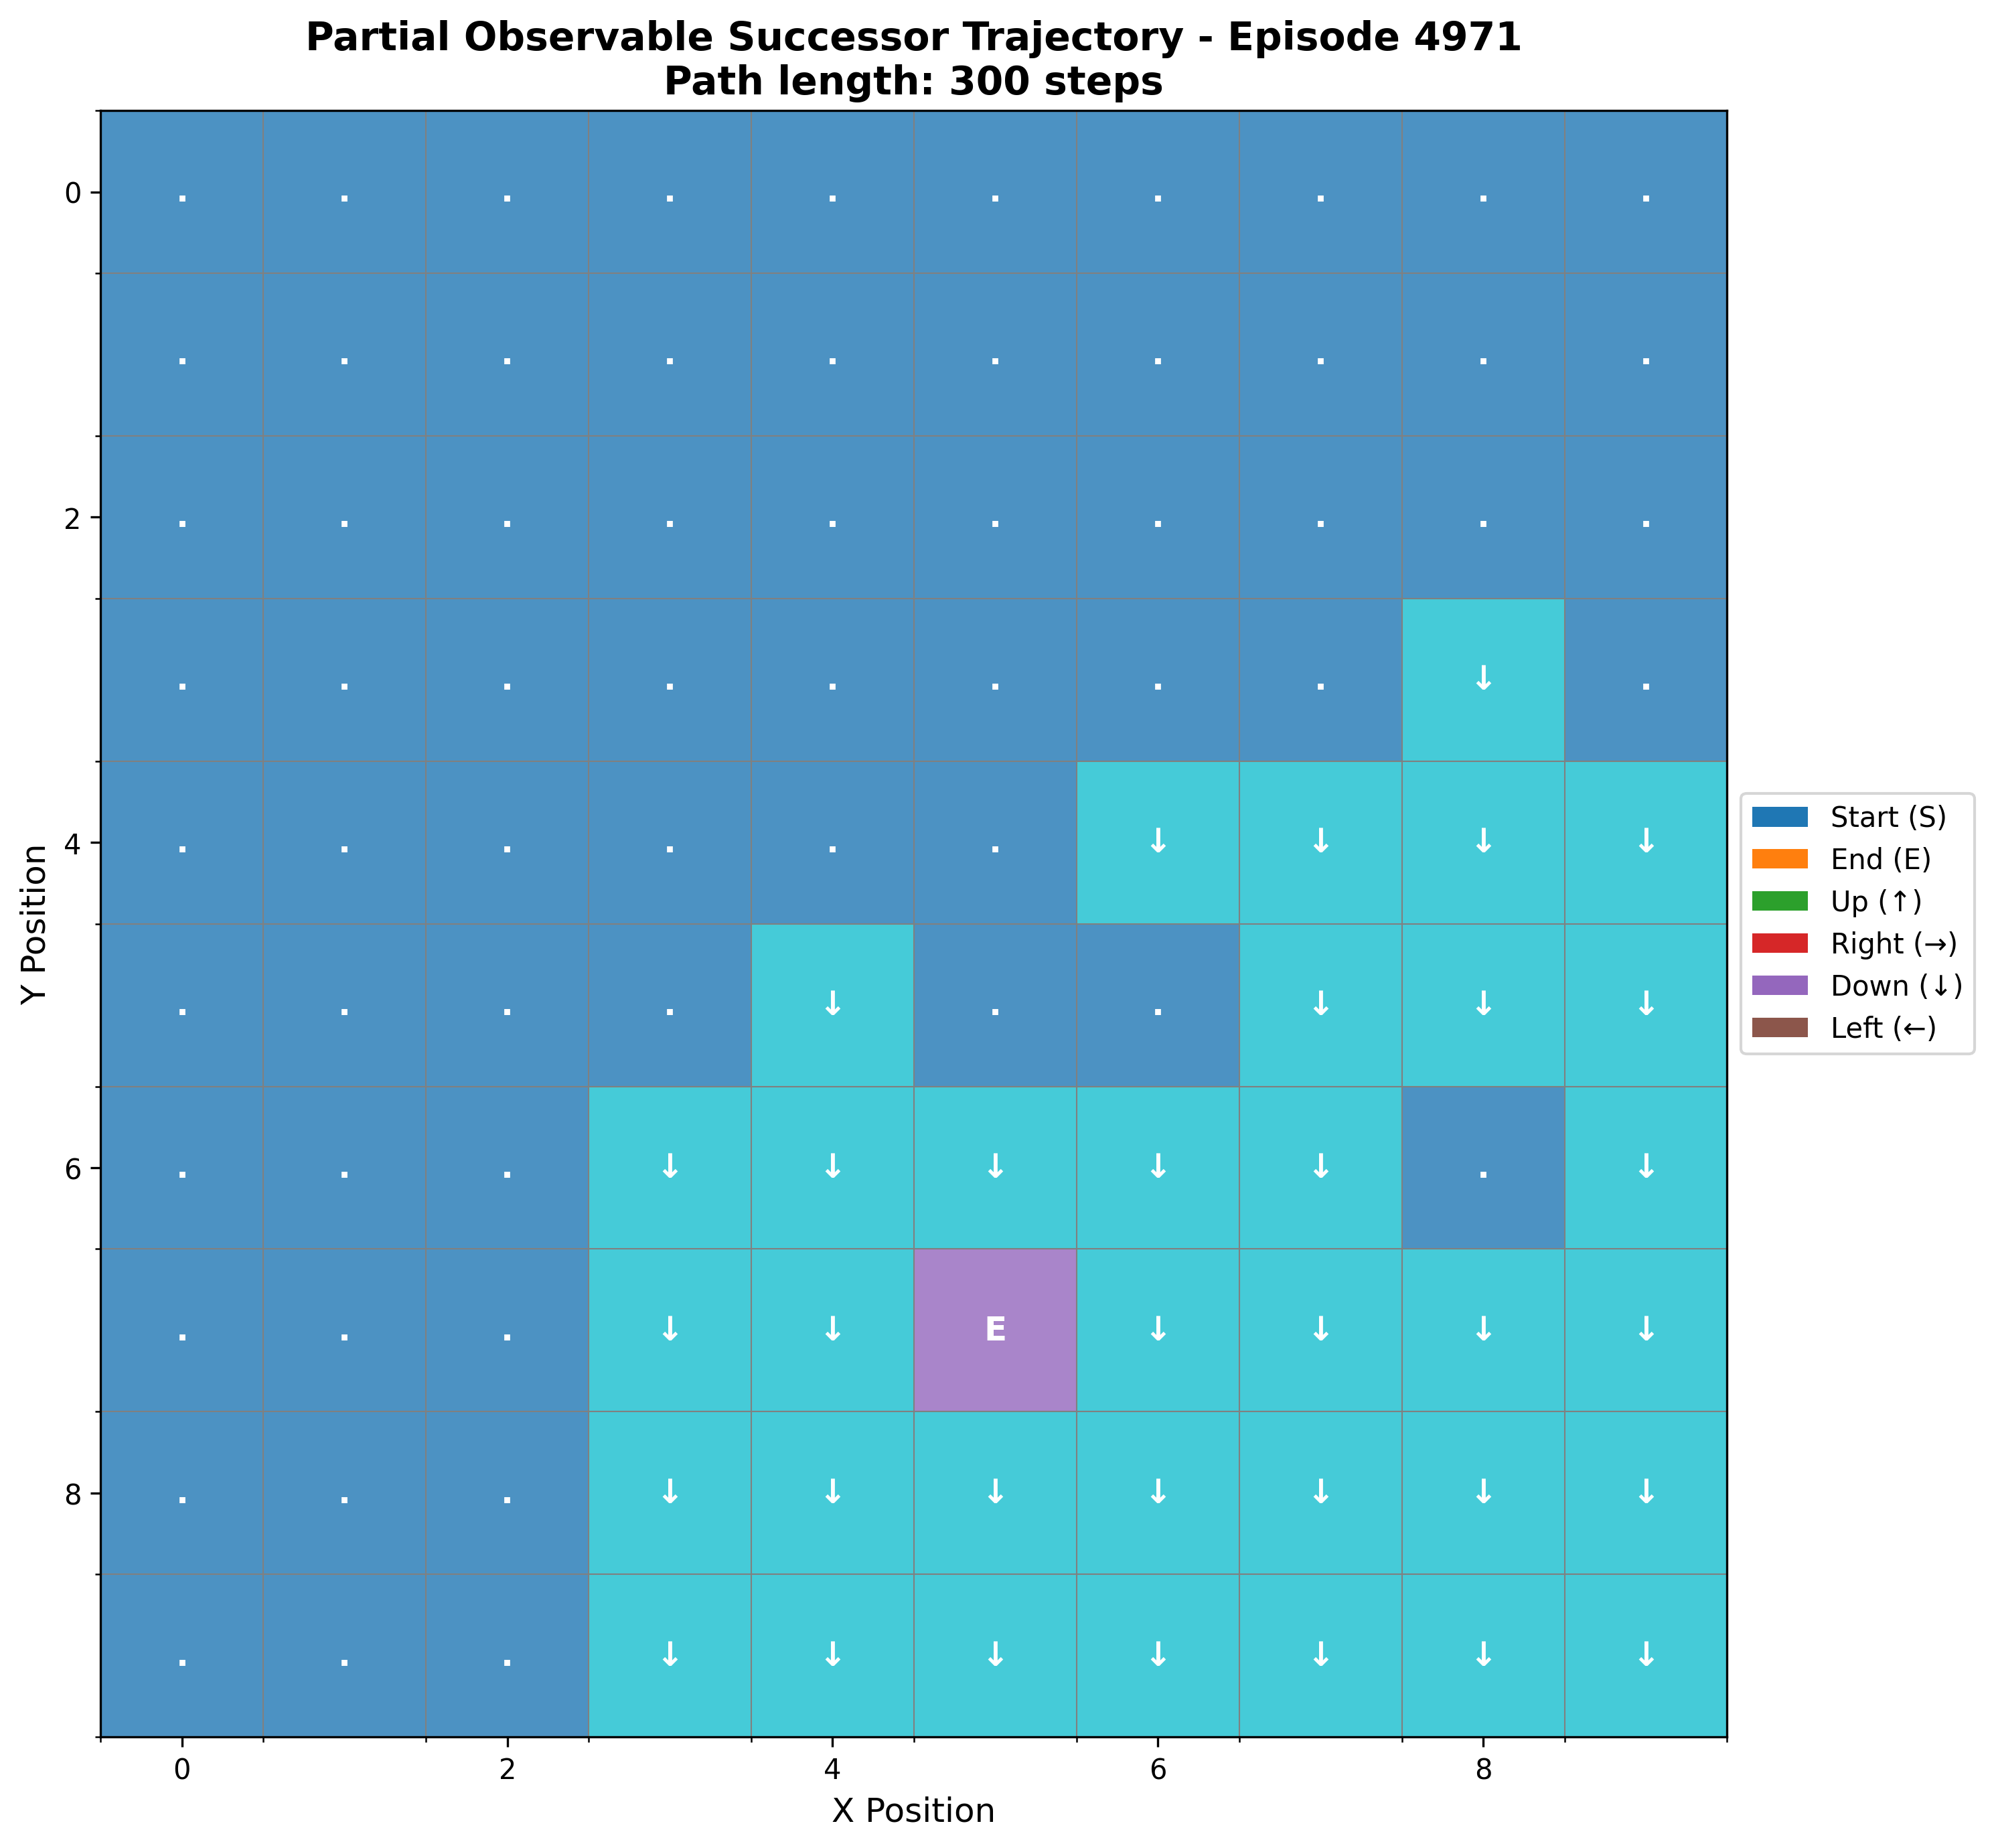 Partial Observable Successor Trajectory - Episode 4971
Path length: 300 steps
0 . . . . . . . . . .
. . . . . . . . . .
2 . . . . . . . . . .
. . . . . . . . ↓ .
4 . . . . . . ↓ ↓ ↓ ↓
. . . . ↓ . . ↓ ↓ ↓
6 . . . ↓ ↓ ↓ ↓ ↓ . ↓
. . . ↓ ↓ E ↓ ↓ ↓ ↓
8 . . . ↓ ↓ ↓ ↓ ↓ ↓ ↓
. . . ↓ ↓ ↓ ↓ ↓ ↓ ↓
0 2 4 6 8
X Position
Y Position
Start (S)
End (E)
Up (↑)
Right (→)
Down (↓)
Left (←)